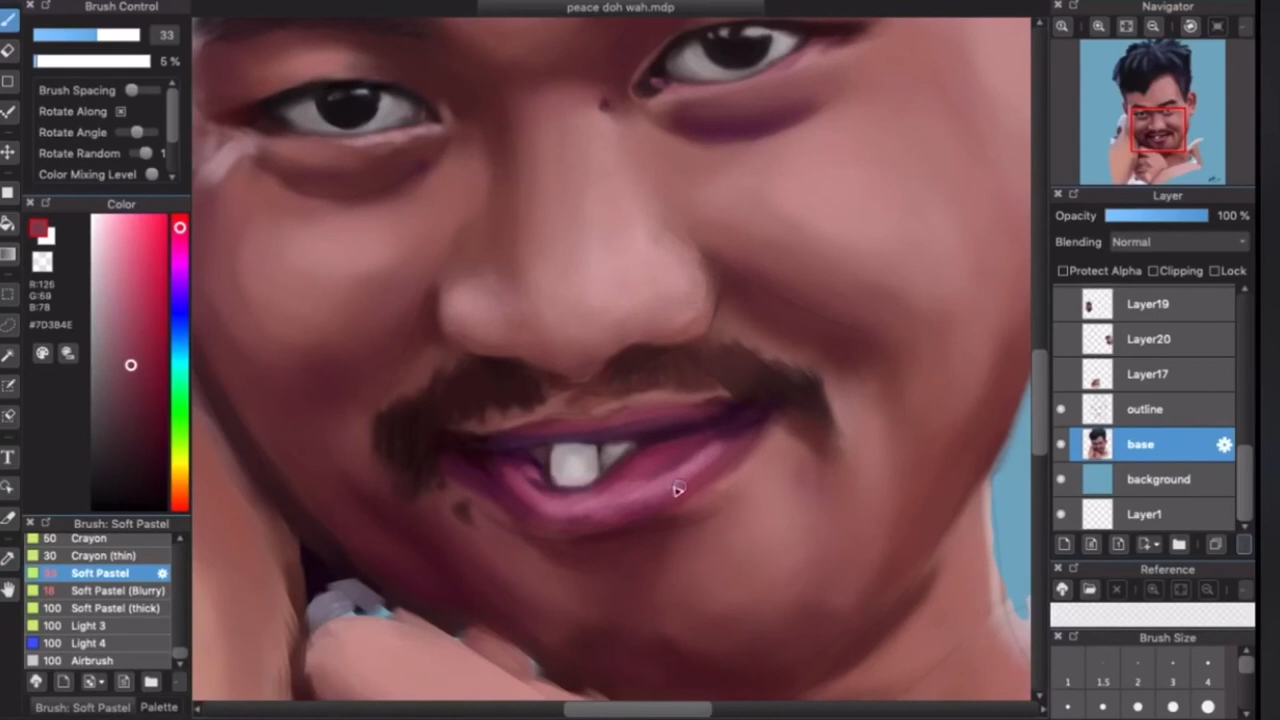 Brush Control
peace doh wah.mdp
Navigator
33
5 %
Brush Spacing
Rotate Along
Rotate Angle
Rotate Random 1
Color Mixing Level
Color
R:126
G:59
B:78
#7D3B4E
Layer
Opacity 100 %
Blending Normal
Protect Alpha Clipping Lock
Layer19
Layer20
Layer17
outline
base
background
Layer1
Brush: Soft Pastel
50 Crayon
30 Crayon (thin)
Soft Pastel
18 Soft Pastel (Blurry)
100 Soft Pastel (thick)
100 Light 3
100 Light 4
100 Airbrush
Brush: Soft Pastel Palette
Reference
Brush Size
1 1.5 2 3 4